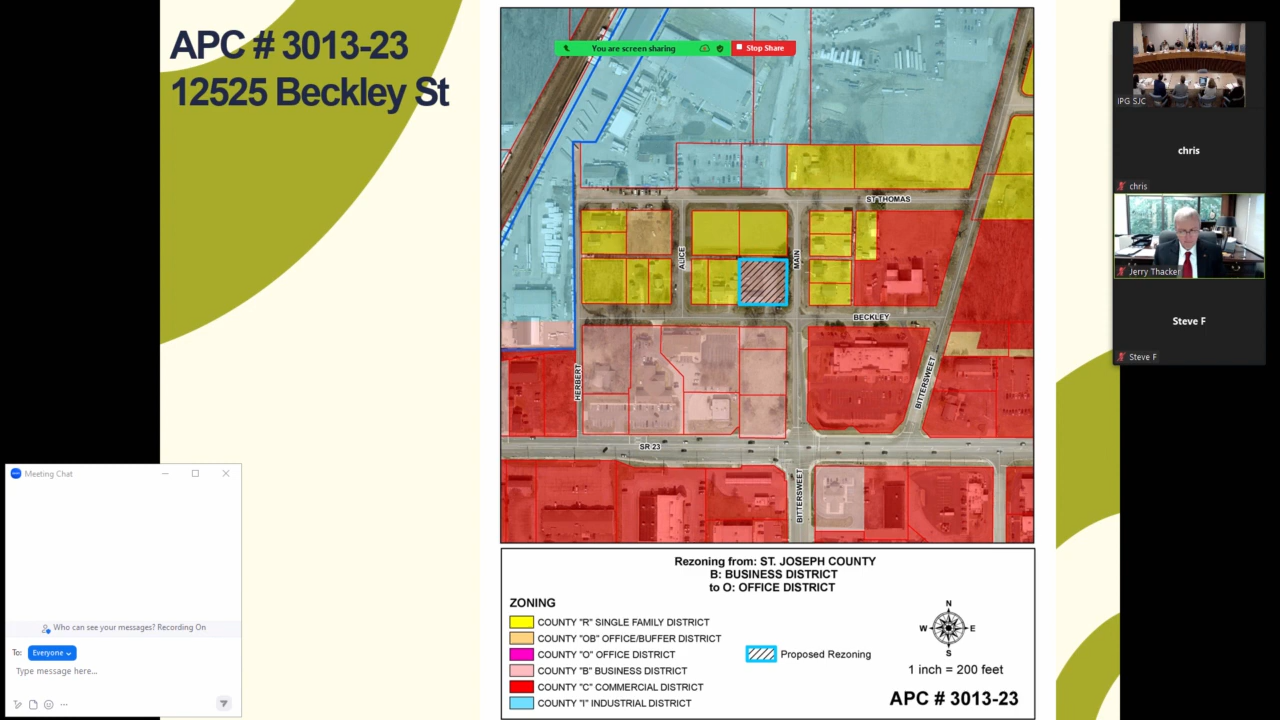 APC # 3013-23
12525 Beckley St
You are screen sharing
Stop Share
ST THOMAS
ALICE
MAIN
BECKLEY
HERBERT
BITTERSWEET
SR 23
BITTERSWEET
Rezoning from: ST. JOSEPH COUNTY
B: BUSINESS DISTRICT
to O: OFFICE DISTRICT
ZONING
COUNTY "R" SINGLE FAMILY DISTRICT
COUNTY "OB" OFFICE/BUFFER DISTRICT
COUNTY "O" OFFICE DISTRICT
COUNTY "B" BUSINESS DISTRICT
COUNTY "C" COMMERCIAL DISTRICT
COUNTY "I" INDUSTRIAL DISTRICT
Proposed Rezoning
N
W
E
S
1 inch = 200 feet
APC # 3013-23
IPG SJC
chris
chris
Jerry Thacker
Steve F
Steve F
Meeting Chat
Who can see your messages? Recording On
To: Everyone
Type message here...